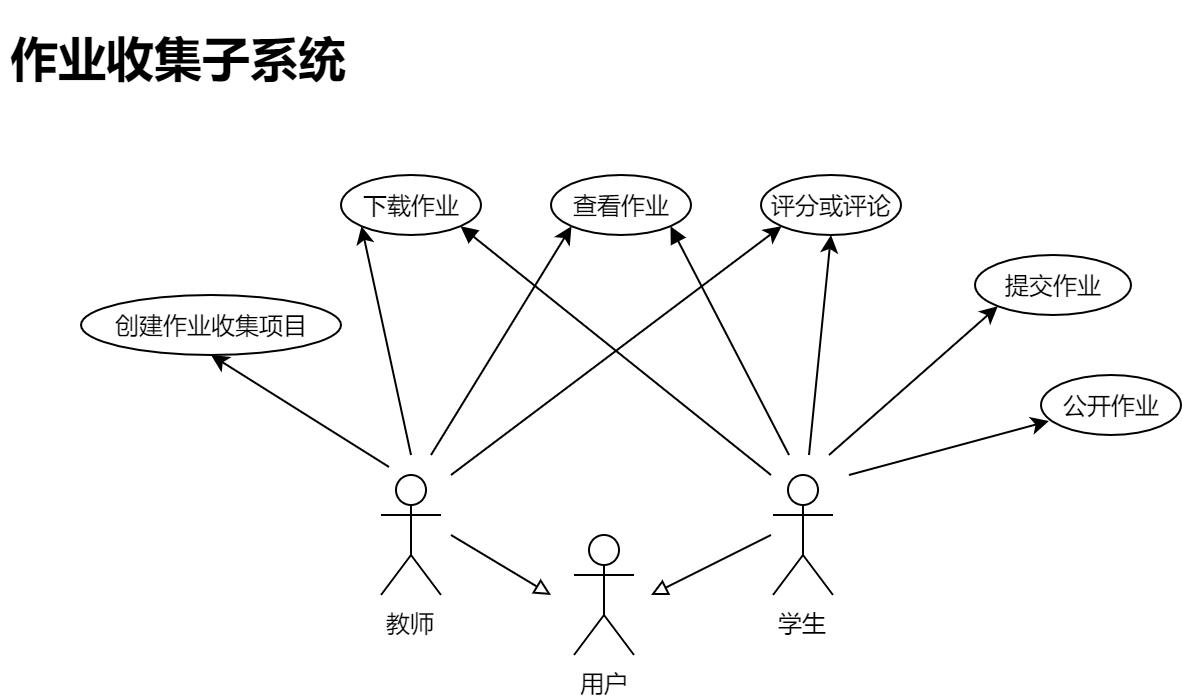 作业收集子系统
下载作业
查看作业
评分或评论
提交作业
创建作业收集项目
公开作业
教师
学生
用户